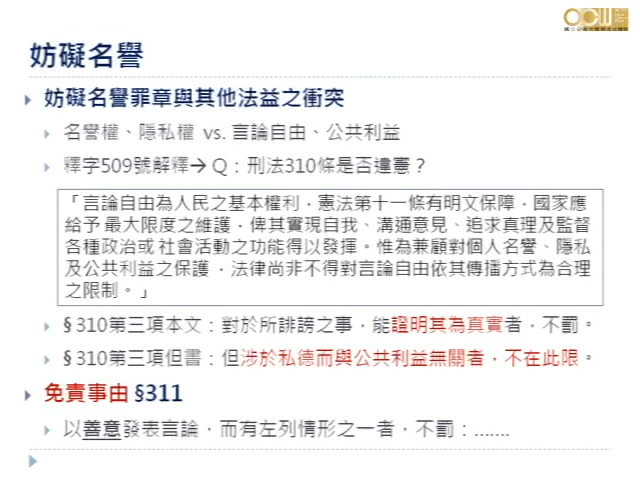 OCW
妨礙名譽
妨礙名譽罪章與其他法益之衝突
名譽權、隱私權 vs. 言論自由、公共利益
釋字509號解釋→ Q：刑法310條是否違憲？
「言論自由為人民之基本權利，憲法第十一條有明文保障，國家應
給予 最大限度之維護，俾其實現自我、溝通意見、追求真理及監督
各種政治或 社會活動之功能得以發揮。惟為兼顧對個人名譽、隱私
及公共利益之保護，法律尚非不得對言論自由依其傳播方式為合理
之限制。」
§310第三項本文：對於所誹謗之事，能證明其為真實者，不罰。
§310第三項但書：但涉於私德而與公共利益無關者，不在此限。
免責事由 §311
以善意發表言論，而有左列情形之一者，不罰：.......